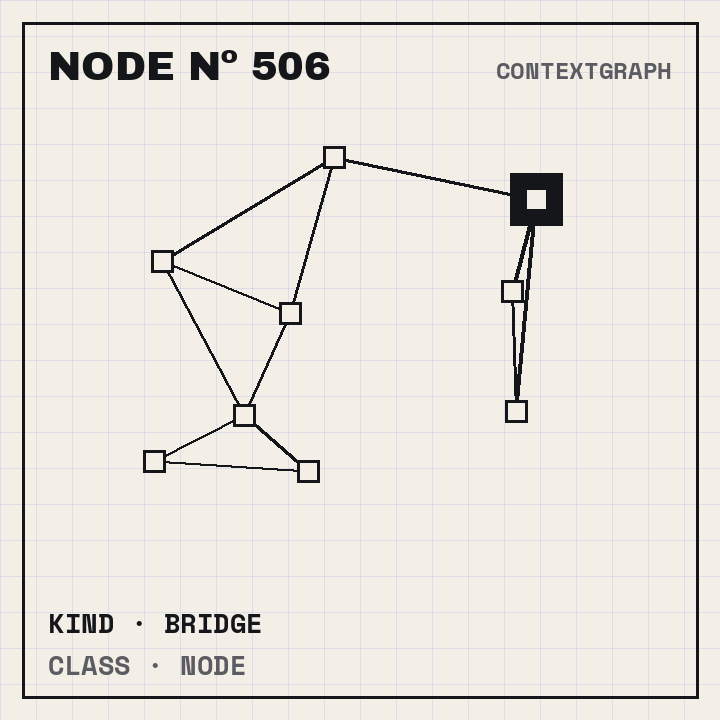 NODE Nº 506
CONTEXTGRAPH
KIND · BRIDGE
CLASS · NODE